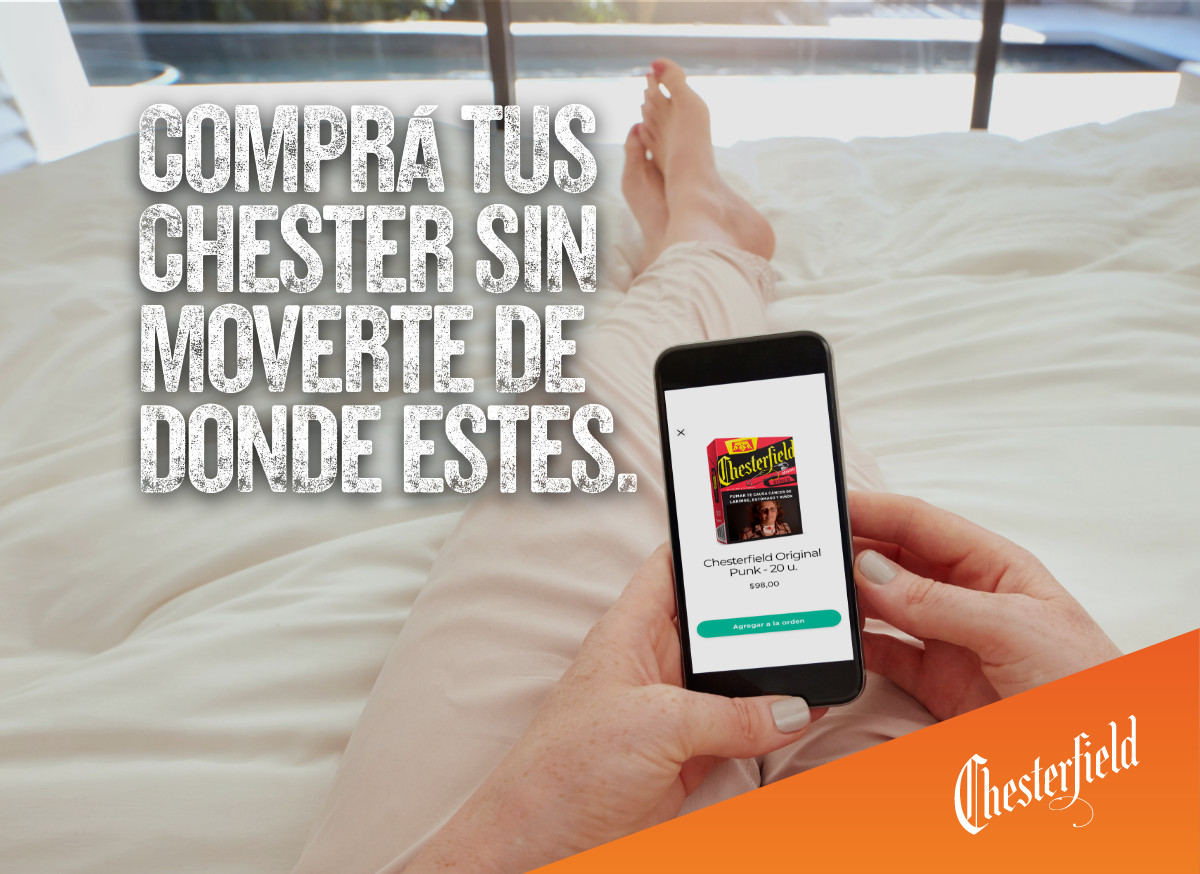 COMPRÁ TUS
CHESTER SIN
MOVERTE DE
DONDE ESTES.
Chesterfield
FUMAR TE CAUSA CÁNCER DE
LARINGE, ESTÓMAGO Y RIÑÓN
Chesterfield Original
Punk - 20 u.
$98,00
Agregar a la orden
Chesterfield